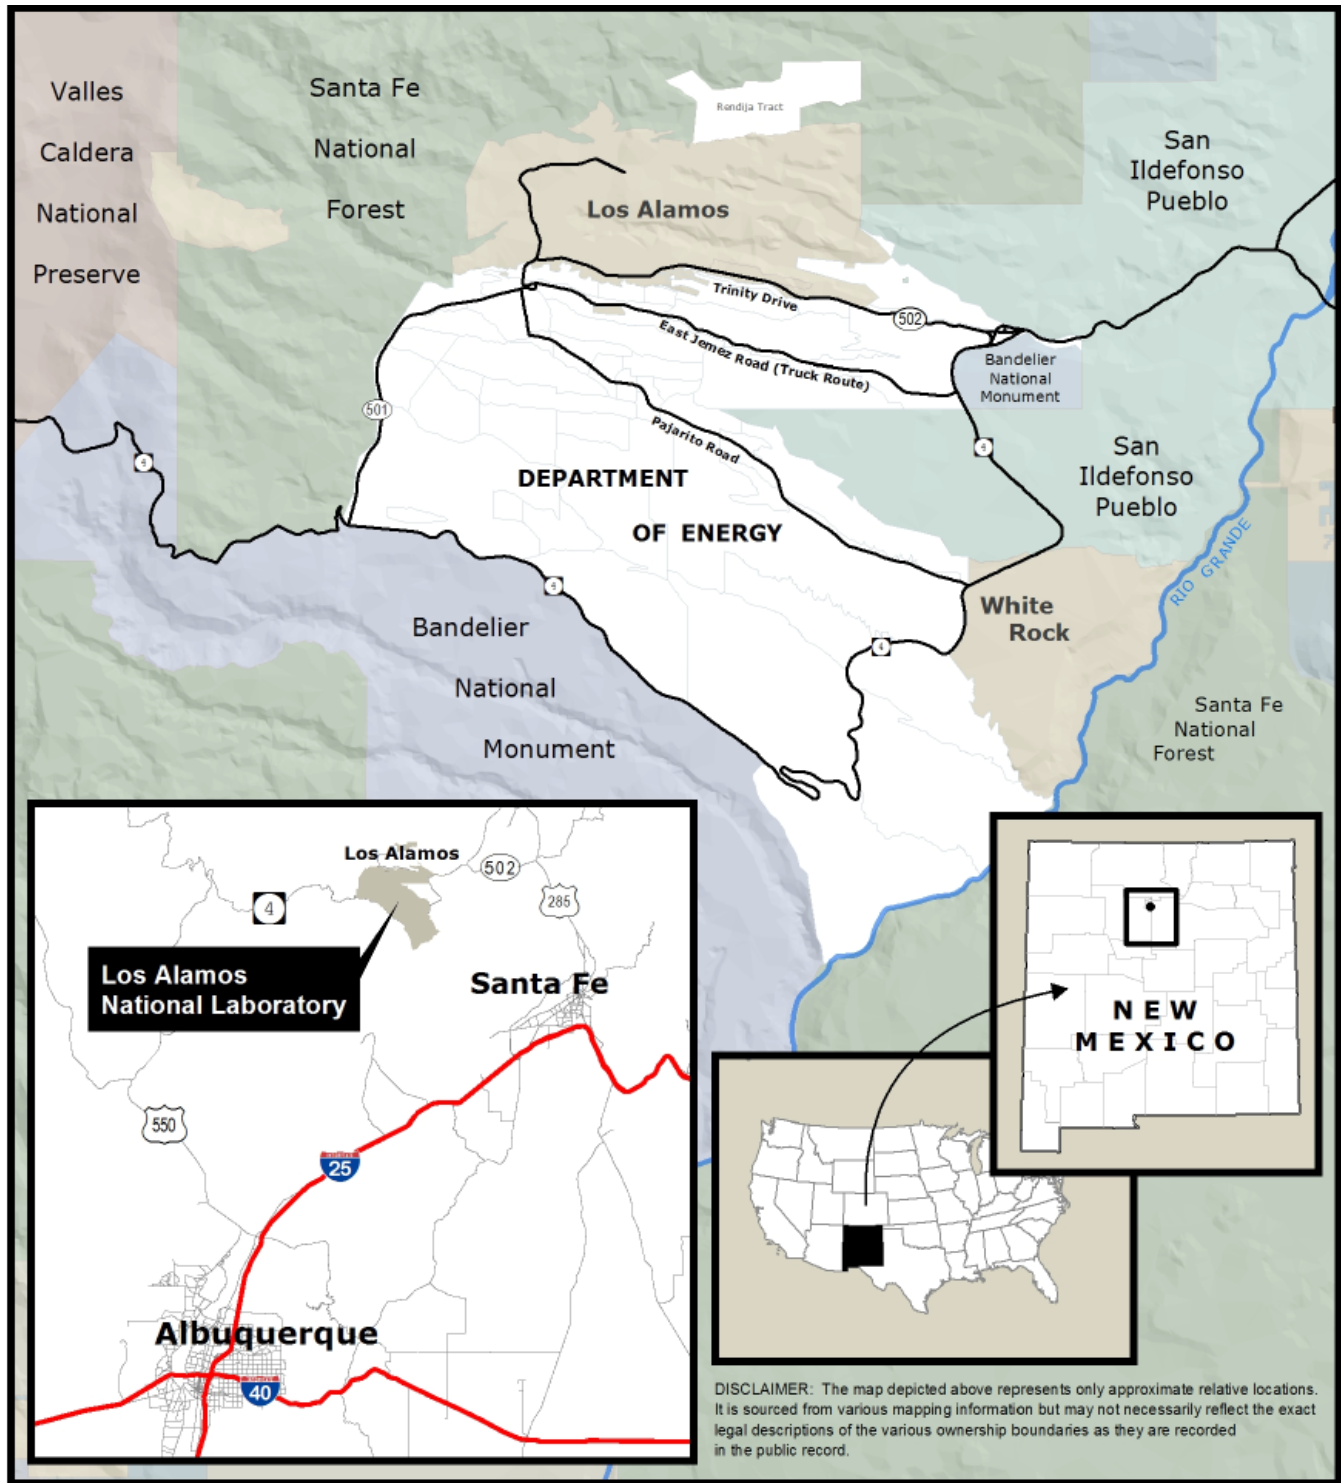 Valles
Caldera
National
Preserve
Santa Fe
National
Forest
Rendija Tract
San
Ildefonso
Pueblo
Los Alamos
Trinity Drive
502
East Jemez Road (Truck Route)
Bandelier
National
Monument
501
4
Pajarito Road
4
San
Ildefonso
Pueblo
DEPARTMENT
OF ENERGY
RIO GRANDE
4
White
Rock
4
Bandelier
National
Monument
Santa Fe
National
Forest
Los Alamos
502
285
4
Los Alamos
National Laboratory
Santa Fe
550
25
Albuquerque
40
NEW
MEXICO
DISCLAIMER: The map depicted above represents only approximate relative locations.
It is sourced from various mapping information but may not necessarily reflect the exact
legal descriptions of the various ownership boundaries as they are recorded
in the public record.